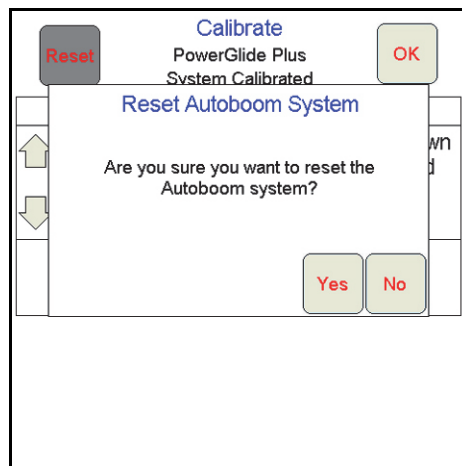 Calibrate
Reset
PowerGlide Plus
OK
System Calibrated
Reset Autoboom System
Are you sure you want to reset the
Autoboom system?
Yes
No